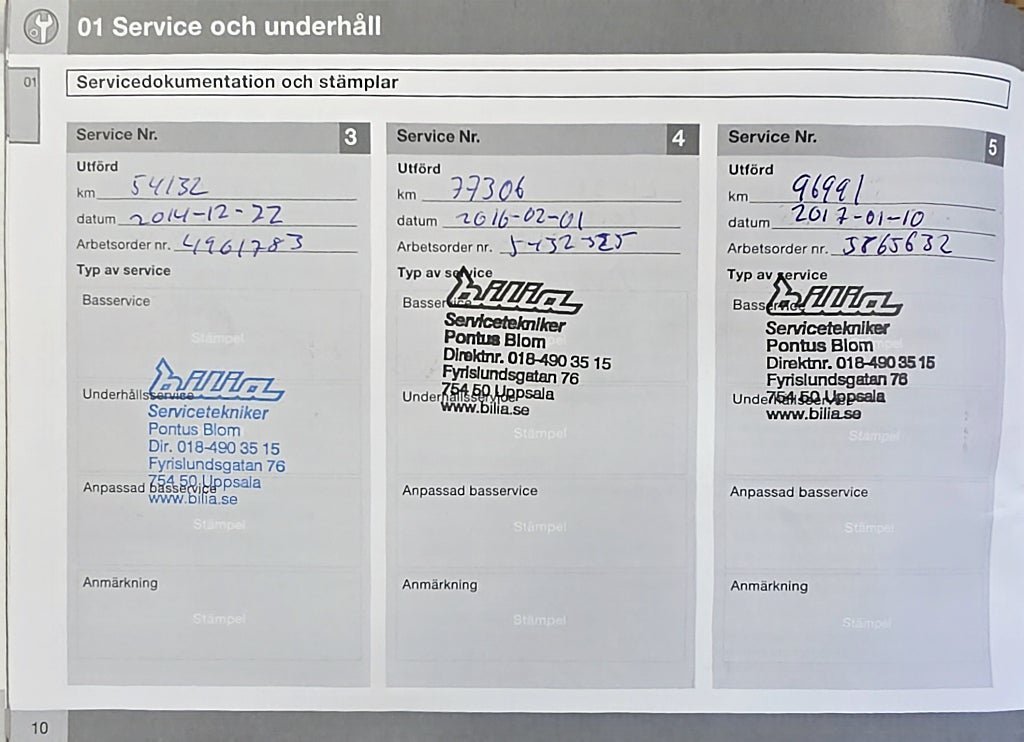 01 Service och underhåll
01
Servicedokumentation och stämplar
Service Nr. 3
Utförd
km 54132
datum 2014-12-22
Arbetsorder nr. 4961783
Typ av service
Basservice
Stämpel
Underhållsservice
bilia
Servicetekniker
Pontus Blom
Dir. 018-490 35 15
Fyrislundsgatan 76
754 50 Uppsala
www.bilia.se
Anpassad basservice
Stämpel
Anmärkning
Stämpel
Service Nr. 4
Utförd
km 77306
datum 2016-02-01
Arbetsorder nr.
Typ av service
bilia
Basservice
Servicetekniker
Pontus Blom
Direktnr. 018-490 35 15
Fyrislundsgatan 76
754 50 Uppsala
Underhållsservice
www.bilia.se
Stämpel
Anpassad basservice
Stämpel
Anmärkning
Stämpel
Service Nr. 5
Utförd
km 96991
datum 2017-01-10
Arbetsorder nr. 5865632
Typ av service
bilia
Basservice
Servicetekniker
Pontus Blom
Direktnr. 018-490 35 15
Fyrislundsgatan 76
754 50 Uppsala
Underhållsservice
www.bilia.se
Stämpel
Anpassad basservice
Stämpel
Anmärkning
Stämpel
10